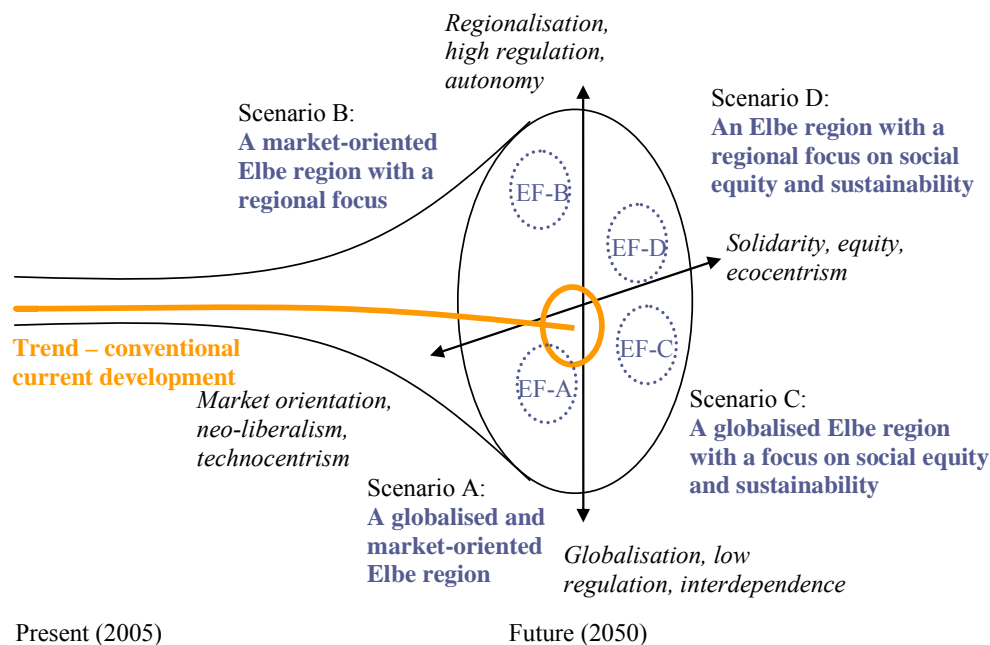 Regionalisation,
high regulation,
autonomy
Scenario B:
A market-oriented
Elbe region with a
regional focus
Scenario D:
An Elbe region with a
regional focus on social
equity and sustainability
EF-B
EF-D
Solidarity, equity,
ecocentrism
Trend – conventional
current development
EF-C
EF-A
Market orientation,
neo-liberalism,
technocentrism
Scenario C:
A globalised Elbe region
with a focus on social equity
and sustainability
Scenario A:
A globalised and
market-oriented
Elbe region
Globalisation, low
regulation, interdependence
Present (2005)
Future (2050)